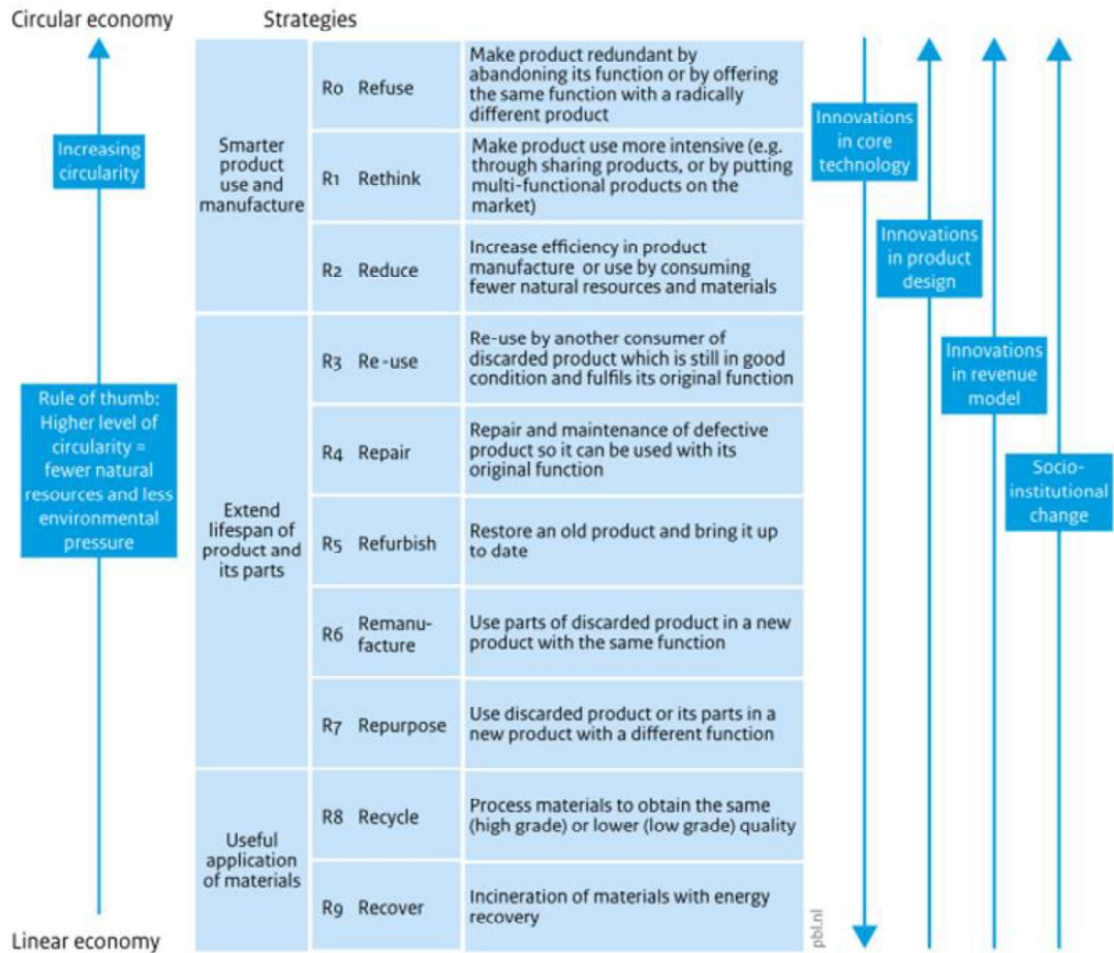 Circular economy
Strategies
Increasing
circularity
Rule of thumb:
Higher level of
circularity =
fewer natural
resources and less
environmental
pressure
Linear economy
Smarter
product
use and
manufacture
R0 Refuse
Make product redundant by
abandoning its function or by offering
the same function with a radically
different product
R1 Rethink
Make product use more intensive (e.g.
through sharing products, or by putting
multi-functional products on the
market)
R2 Reduce
Increase efficiency in product
manufacture or use by consuming
fewer natural resources and materials
Extend
lifespan of
product and
its parts
R3 Re-use
Re-use by another consumer of
discarded product which is still in good
condition and fulfils its original function
R4 Repair
Repair and maintenance of defective
product so it can be used with its
original function
R5 Refurbish
Restore an old product and bring it up
to date
R6 Remanu-
facture
Use parts of discarded product in a new
product with the same function
R7 Repurpose
Use discarded product or its parts in a
new product with a different function
Useful
application
of materials
R8 Recycle
Process materials to obtain the same
(high grade) or lower (low grade) quality
R9 Recover
Incineration of materials with energy
recovery
pbl.nl
Innovations
in core
technology
Innovations
in product
design
Innovations
in revenue
model
Socio-
institutional
change